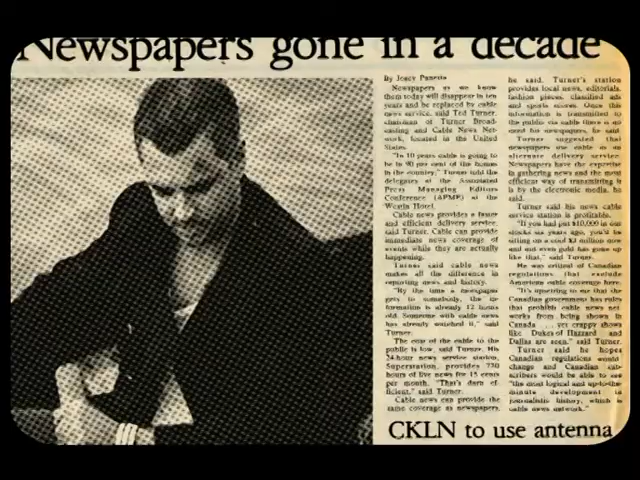 Newspapers gone in a decade
By Joey Panetta
Newspapers as we know
them today will disappear in ten
years and be replaced by cable
news service, said Ted Turner,
chairman of Turner Broad-
casting and Cable News Net-
work, located in the United
States.
"In 10 years cable is going to
be in 90 per cent of the homes in
the country," Turner told the
delegates at the Associated
Press Managing Editors
Conference (APME) at the
Westin Hotel.
Cable news provides a faster
and efficient delivery service,
said Turner. Cable can provide
immediate news coverage of
events while they are actually
happening.
Turner said cable news
makes all the difference in
reporting news and history.
"By the time a newspaper
gets to somebody, the in-
formation is already 12 hours
old. Someone with cable news
has already watched it," said
Turner.
The cost of the cable to the
public is low, said Turner. His
24-hour news service station,
Superstation, provides 720
hours of live news for 15 cents
per month. "That's darn ef-
ficient," said Turner.
Cable news can provide the
same coverage as newspapers,
he said. Turner's station
provides local news, editorials,
fashion pieces, classified ads
and sports scores. Once this
information is transmitted to
the public via cable there is no
need for newspapers, he said.
Turner suggested that
newspapers use cable as an
alternate delivery service.
Newspapers have the expertise
in gathering news and the most
efficient way of transmitting it
is by the electronic media, he
said.
Turner said his news cable
service station is profitable.
"If you had put $10,000 in our
stocks six years ago, you'd be
sitting on a cool $3 million now
and not even gold has gone up
like that," said Turner.
He was critical of Canadian
regulations that exclude
American cable coverage here.
"It's upsetting to me that the
Canadian government has rules
that prohibit cable news net-
works from being shown in
Canada ... yet crappy shows
like Dukes of Hazzard and
Dallas are seen," said Turner.
Turner said he hopes
Canadian regulations would
change and Canadian sub-
scribers would be able to see
"the most logical and up-to-the-
minute development in
journalistic history, which is
cable news network."
CKLN to use antenna